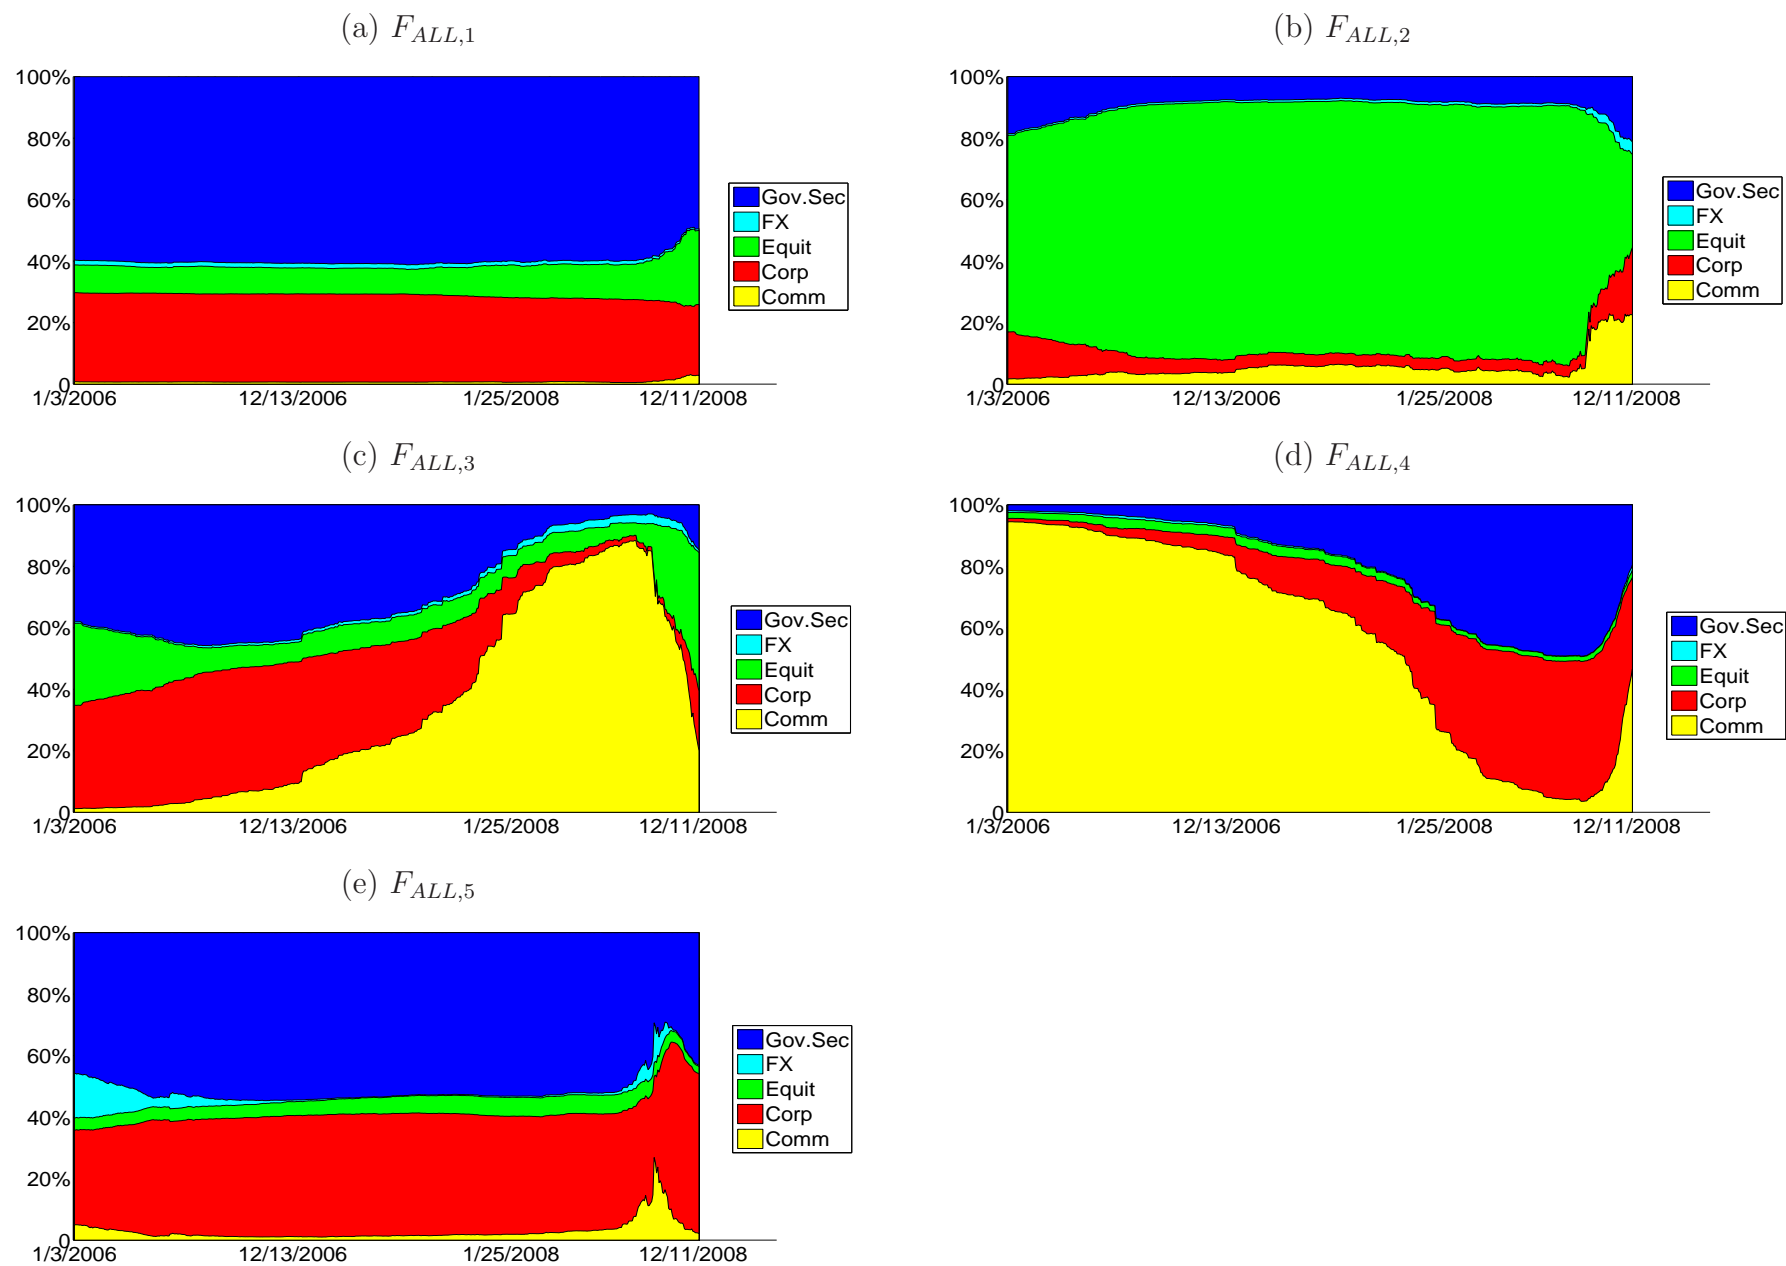 (a) F_{ALL,1}
100%
80%
60%
40%
20%
0
1/3/2006 12/13/2006 1/25/2008 12/11/2008
Gov.Sec
FX
Equit
Corp
Comm
(b) F_{ALL,2}
100%
80%
60%
40%
20%
0
1/3/2006 12/13/2006 1/25/2008 12/11/2008
Gov.Sec
FX
Equit
Corp
Comm
(c) F_{ALL,3}
100%
80%
60%
40%
20%
0
1/3/2006 12/13/2006 1/25/2008 12/11/2008
Gov.Sec
FX
Equit
Corp
Comm
(d) F_{ALL,4}
100%
80%
60%
40%
20%
0
1/3/2006 12/13/2006 1/25/2008 12/11/2008
Gov.Sec
FX
Equit
Corp
Comm
(e) F_{ALL,5}
100%
80%
60%
40%
20%
0
1/3/2006 12/13/2006 1/25/2008 12/11/2008
Gov.Sec
FX
Equit
Corp
Comm